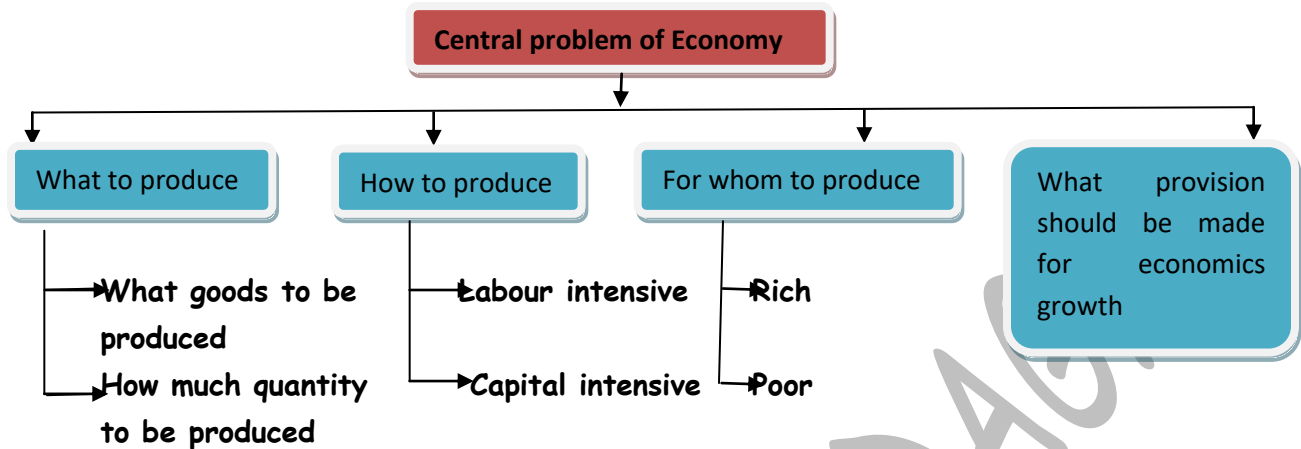 Central problem of Economy
What to produce
How to produce
For whom to produce
What provision
should be made
for economics
growth
What goods to be
produced
How much quantity
to be produced
Labour intensive
Capital intensive
Rich
Poor